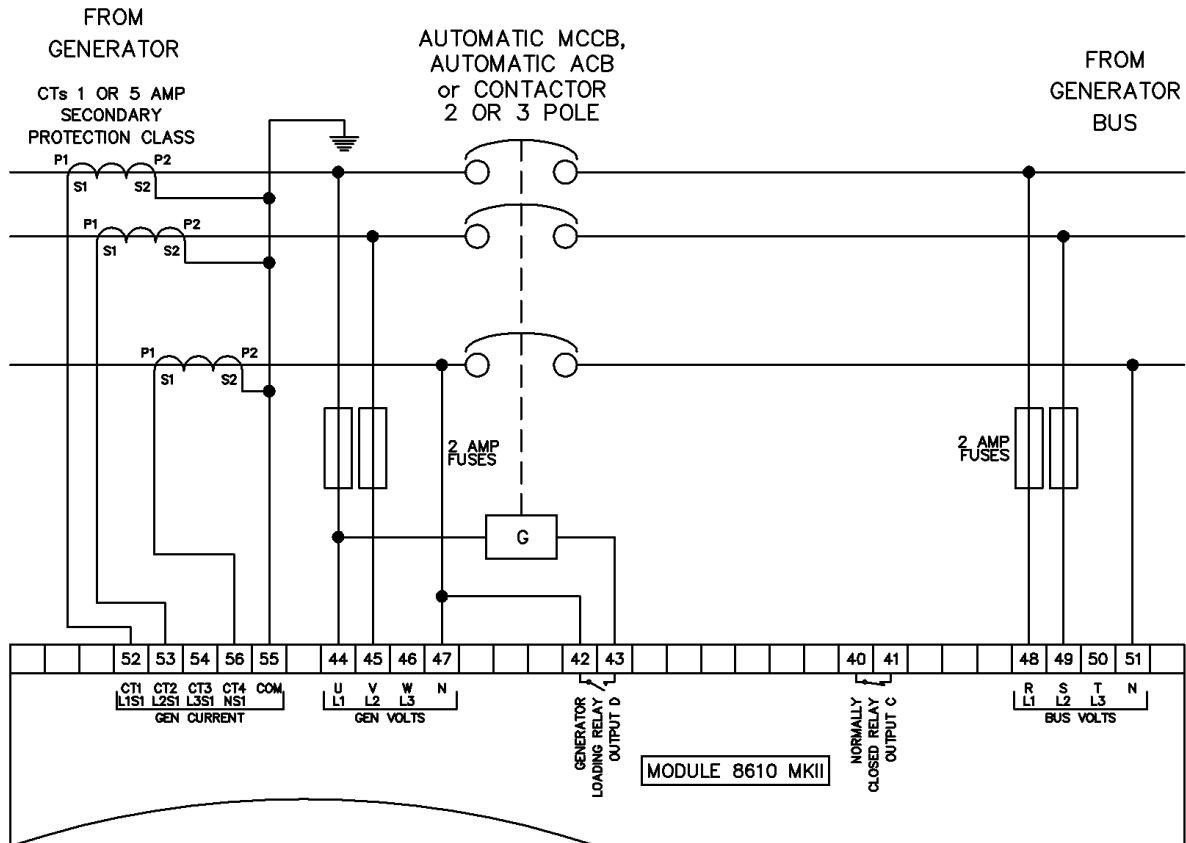 FROM
GENERATOR
CTs 1 OR 5 AMP
SECONDARY
PROTECTION CLASS
AUTOMATIC MCCB,
AUTOMATIC ACB
or CONTACTOR
2 OR 3 POLE
FROM
GENERATOR
BUS
P1 P2
S1 S2
P1 P2
S1 S2
P1 P2
S1 S2
2 AMP
FUSES
2 AMP
FUSES
G
52 53 54 56 55 44 45 46 47 42 43 40 41 48 49 50 51
CT1 CT2 CT3 CT4 COM
L1S1 L2S1 L3S1 NS1
GEN CURRENT
U V W N
L1 L2 L3
GEN VOLTS
GENERATOR
LOADING RELAY
OUTPUT D
MODULE 8610 MKII
NORMALLY
CLOSED RELAY
OUTPUT C
R S T N
L1 L2 L3
BUS VOLTS